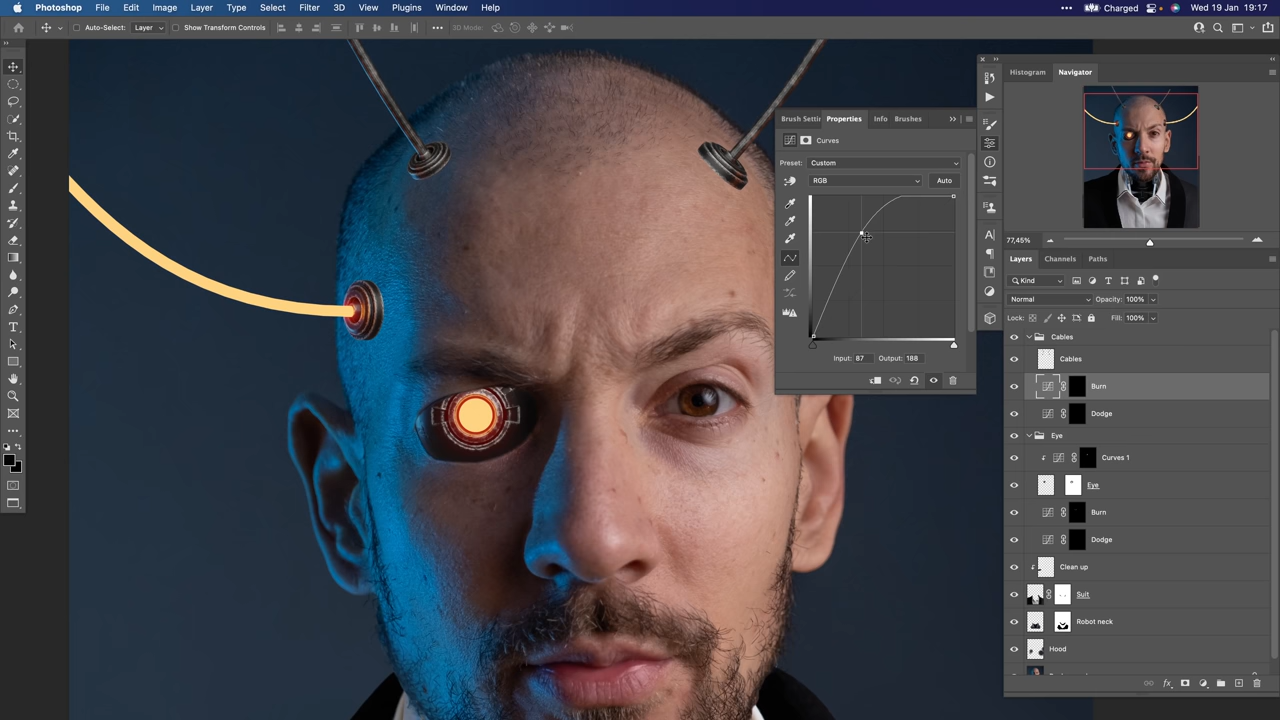 Photoshop File Edit Image Layer Type Select Filter 3D View Plugins Window Help Charged Wed 19 Jan 19:17
Auto-Select: Layer Show Transform Controls 3D Mode:
Histogram Navigator
Brush Setti Properties Info Brushes
Curves
Preset: Custom
RGB Auto
77,45%
Layers Channels Paths
Kind
Normal Opacity: 100%
Lock: Fill: 100%
Cables
Cables
Input: 87 Output: 188
Burn
Dodge
Eye
Curves 1
Eye
Burn
Dodge
Clean up
Suit
Robot neck
Hood